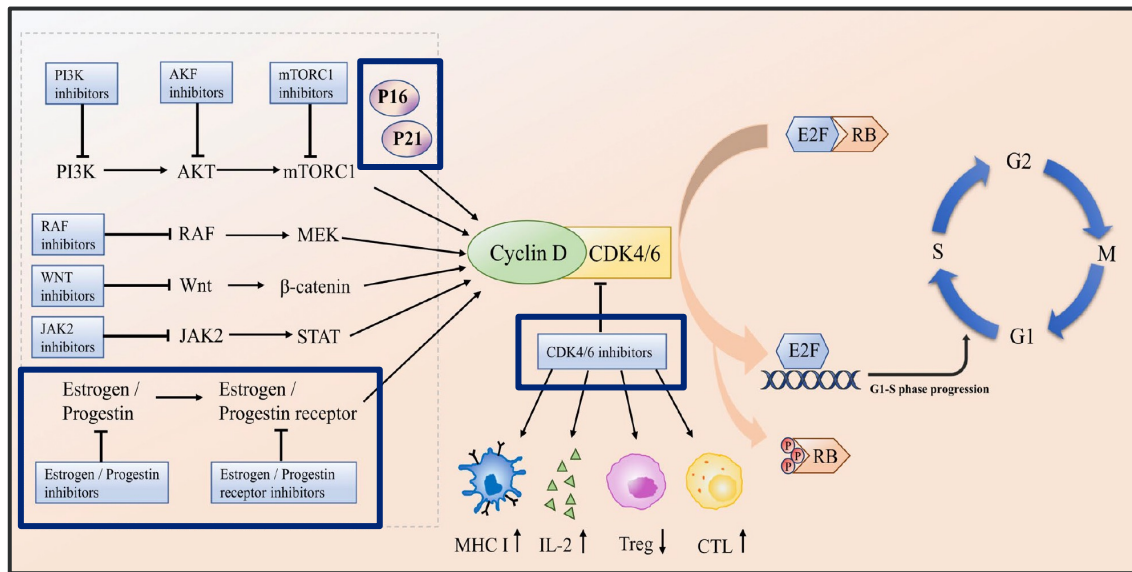 PI3K
inhibitors
AKF
inhibitors
mTORC1
inhibitors
P16
P21
PI3K
AKT
mTORC1
RAF
inhibitors
RAF
MEK
WNT
inhibitors
Wnt
β-catenin
JAK2
inhibitors
JAK2
STAT
Estrogen /
Progestin
Estrogen /
Progestin receptor
Estrogen / Progestin
inhibitors
Estrogen / Progestin
receptor inhibitors
Cyclin D
CDK4/6
CDK4/6 inhibitors
MHC I
IL-2
Treg
CTL
E2F
RB
E2F
G1-S phase progression
P
P
P
RB
G2
S
M
G1